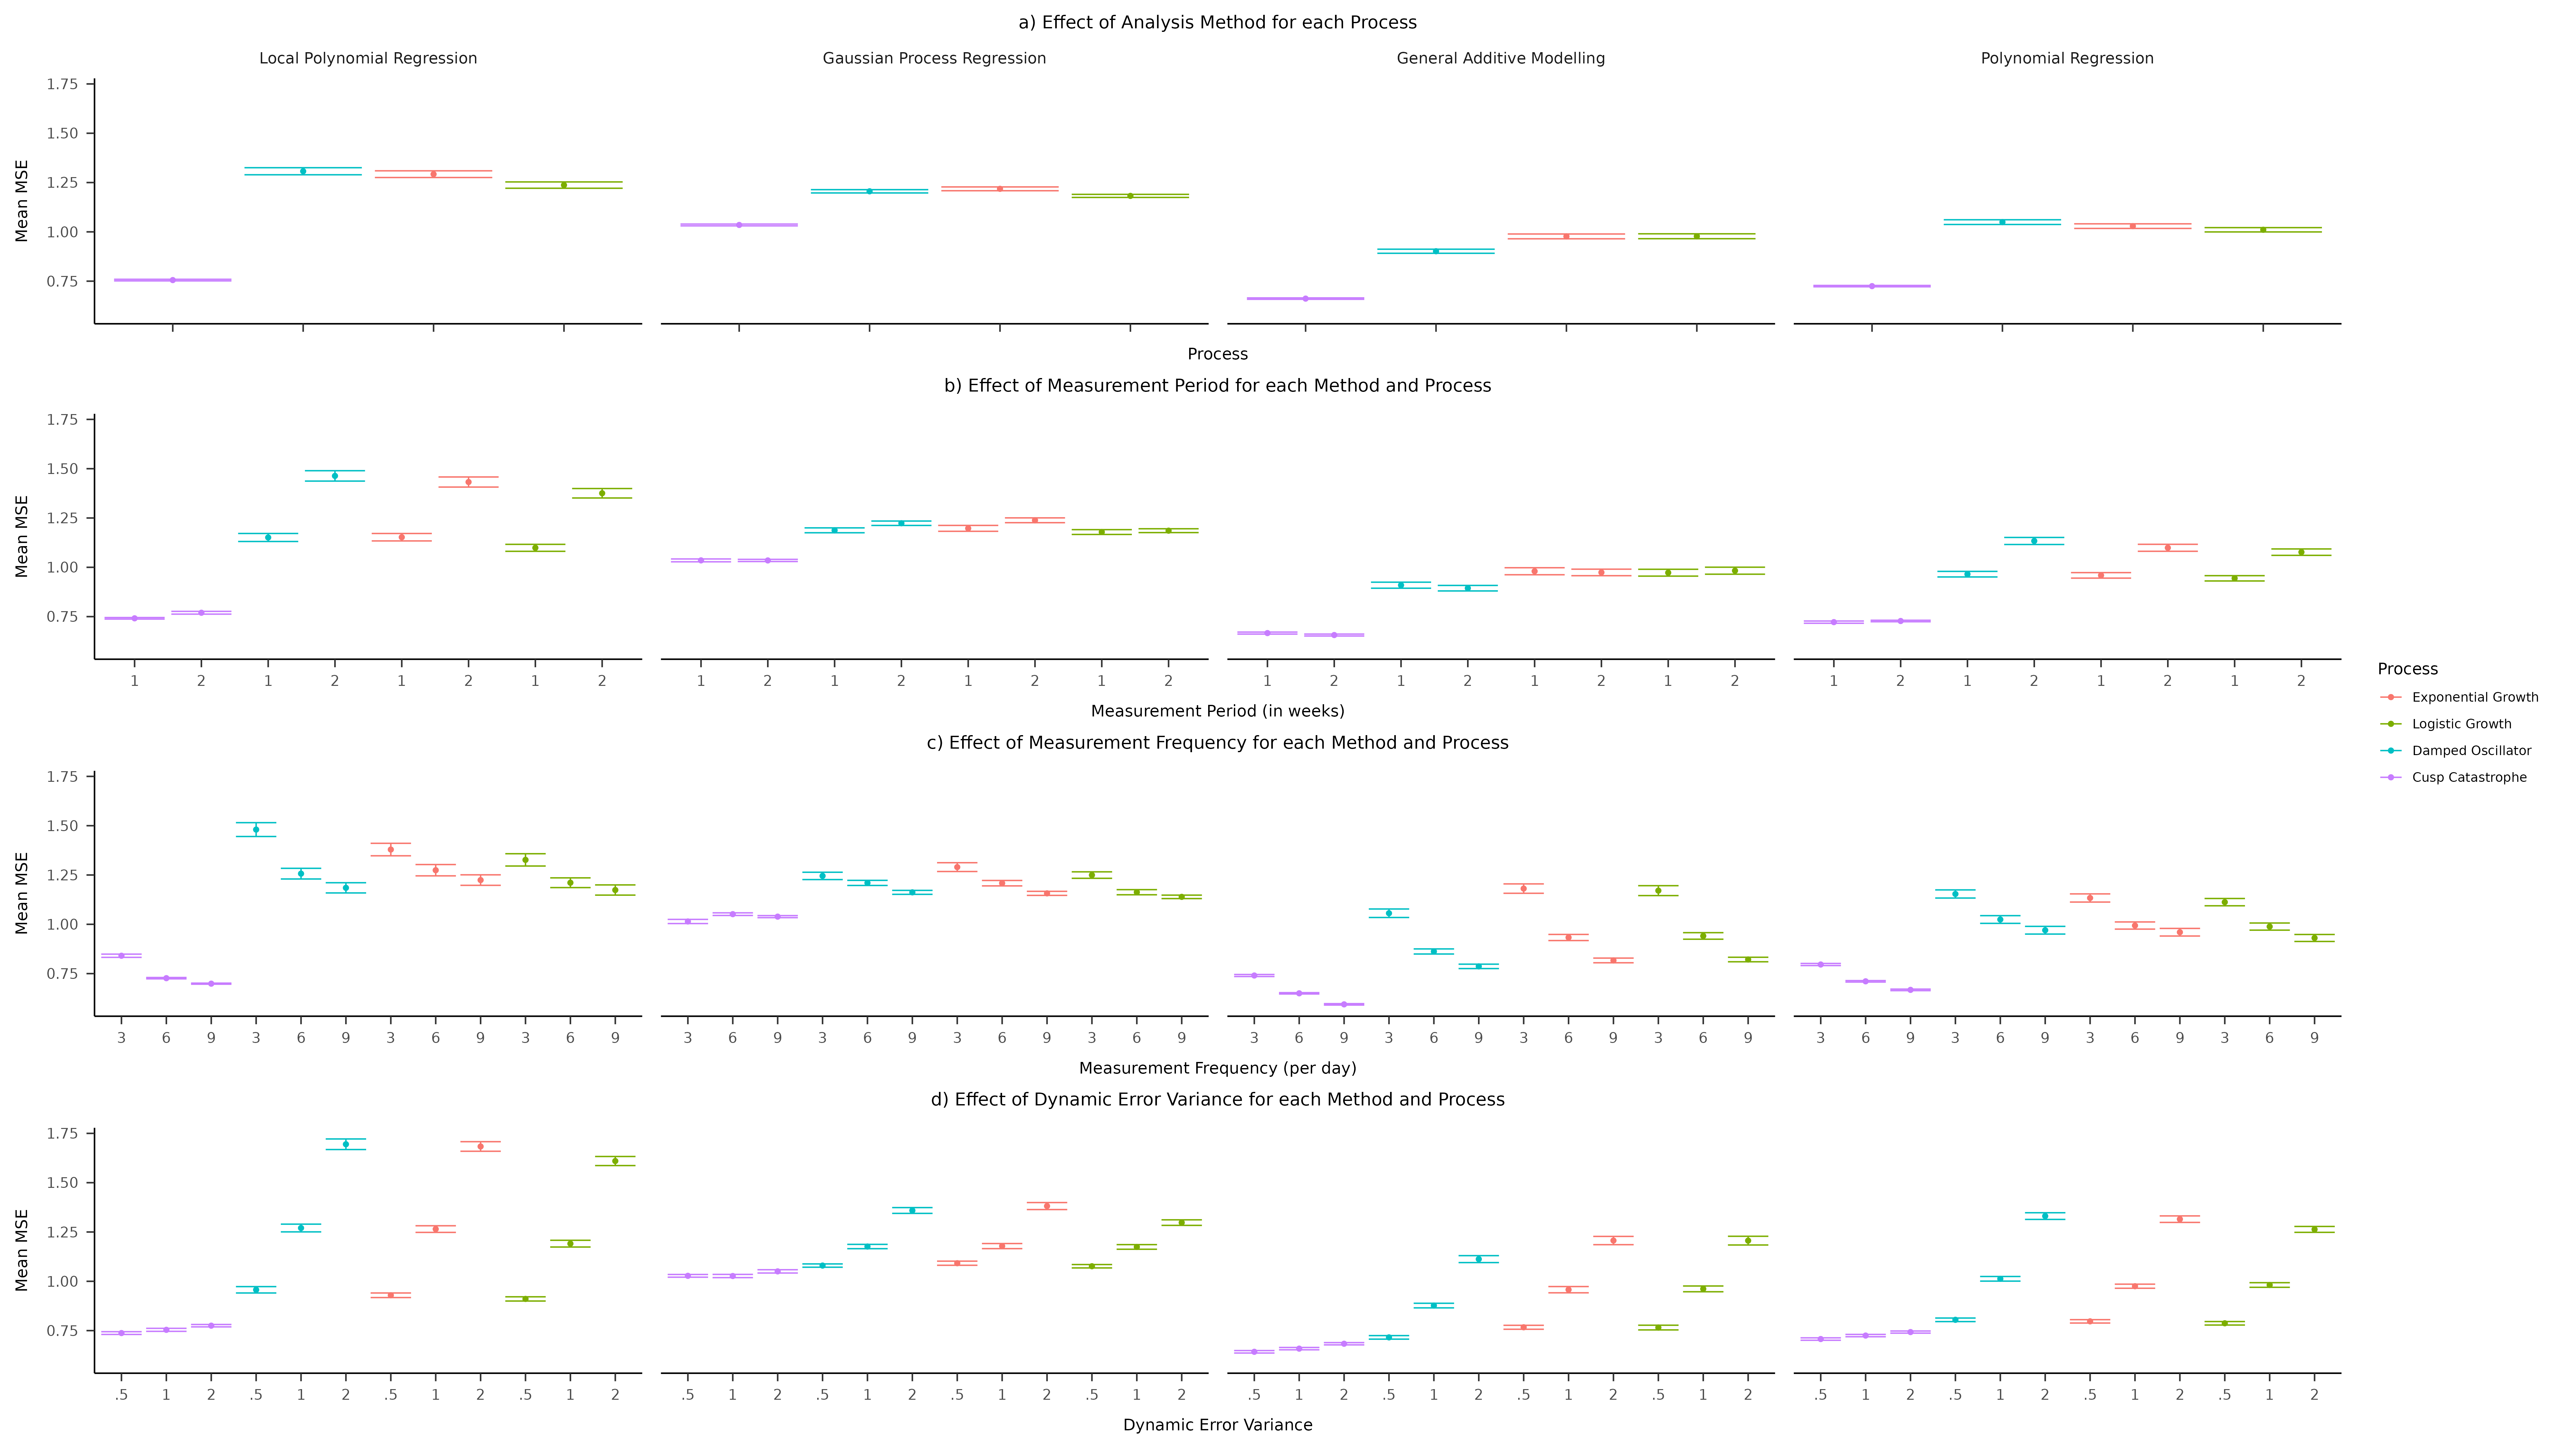 a) Effect of Analysis Method for each Process
Local Polynomial Regression Gaussian Process Regression General Additive Modelling Polynomial Regression
Mean MSE
1.75
1.50
1.25
1.00
0.75
Process
b) Effect of Measurement Period for each Method and Process
Mean MSE
1.75
1.50
1.25
1.00
0.75
1 2 1 2 1 2 1 2 1 2 1 2 1 2 1 2 1 2 1 2 1 2 1 2 1 2 1 2 1 2 1 2
Measurement Period (in weeks)
Process
Exponential Growth
Logistic Growth
Damped Oscillator
Cusp Catastrophe
c) Effect of Measurement Frequency for each Method and Process
Mean MSE
1.75
1.50
1.25
1.00
0.75
3 6 9 3 6 9 3 6 9 3 6 9 3 6 9 3 6 9 3 6 9 3 6 9 3 6 9 3 6 9 3 6 9 3 6 9 3 6 9 3 6 9 3 6 9 3 6 9
Measurement Frequency (per day)
d) Effect of Dynamic Error Variance for each Method and Process
Mean MSE
1.75
1.50
1.25
1.00
0.75
.5 1 2 .5 1 2 .5 1 2 .5 1 2 .5 1 2 .5 1 2 .5 1 2 .5 1 2 .5 1 2 .5 1 2 .5 1 2 .5 1 2 .5 1 2 .5 1 2 .5 1 2 .5 1 2
Dynamic Error Variance